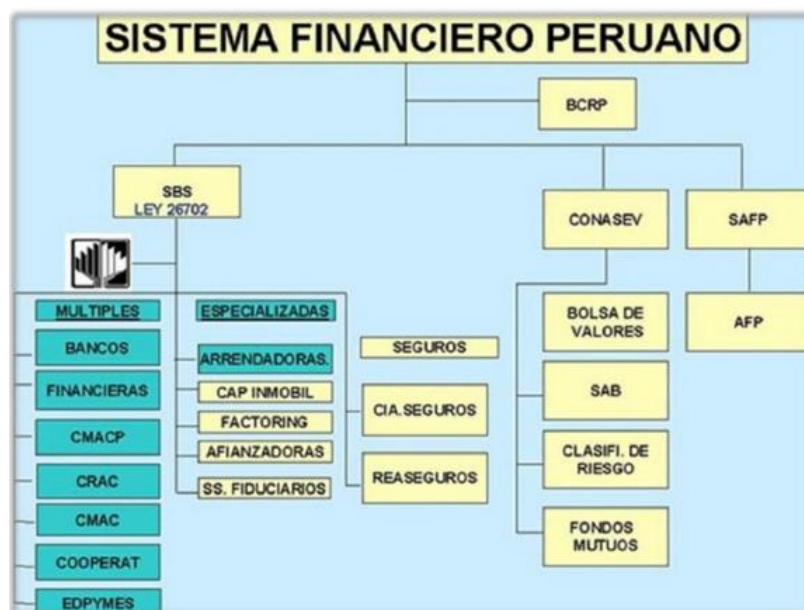 SISTEMA FINANCIERO PERUANO
BCRP
SBS
LEY 26702
CONASEV
SAFP
MULTIPLES
BANCOS
FINANCIERAS
CMACP
CRAC
CMAC
COOPERAT
EDPYMES
ESPECIALIZADAS
ARRENDADORAS.
CAP INMOBIL
FACTORING
AFIANZADORAS
SS. FIDUCIARIOS
SEGUROS
CIA.SEGUROS
REASEGUROS
BOLSA DE
VALORES
SAB
CLASIFI. DE
RIESGO
FONDOS
MUTUOS
AFP